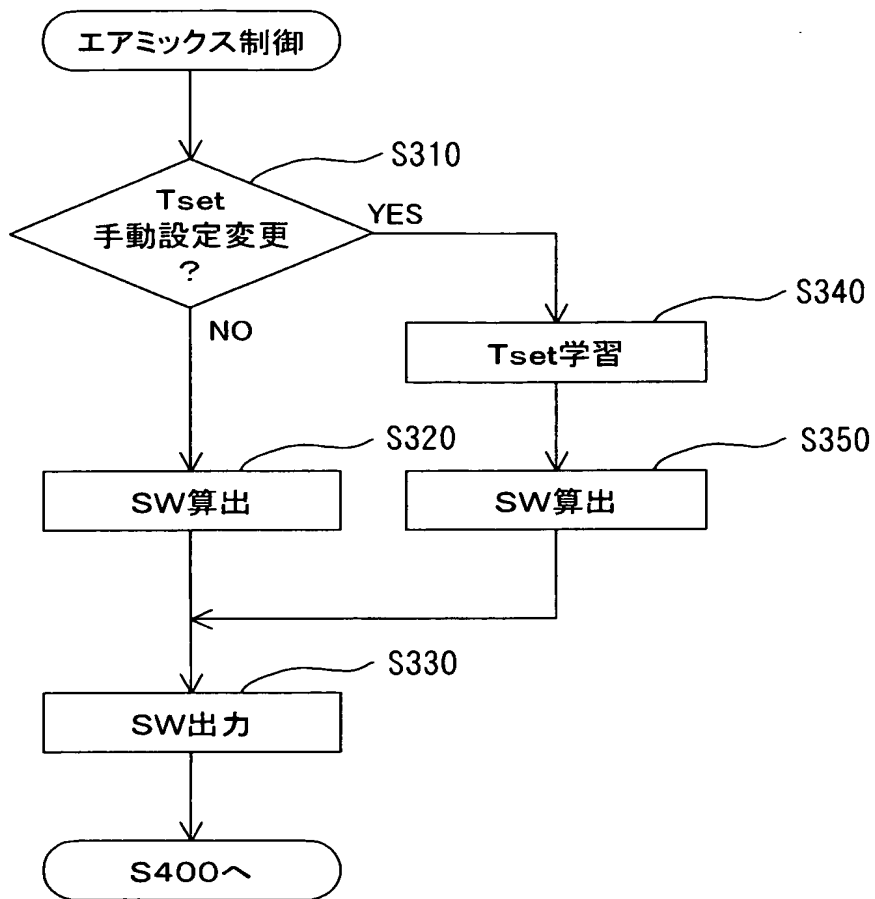 エアミックス制御
S310
Tset
手動設定変更
?
YES
NO
S340
Tset学習
S320
SW算出
S350
SW算出
S330
SW出力
S400へ